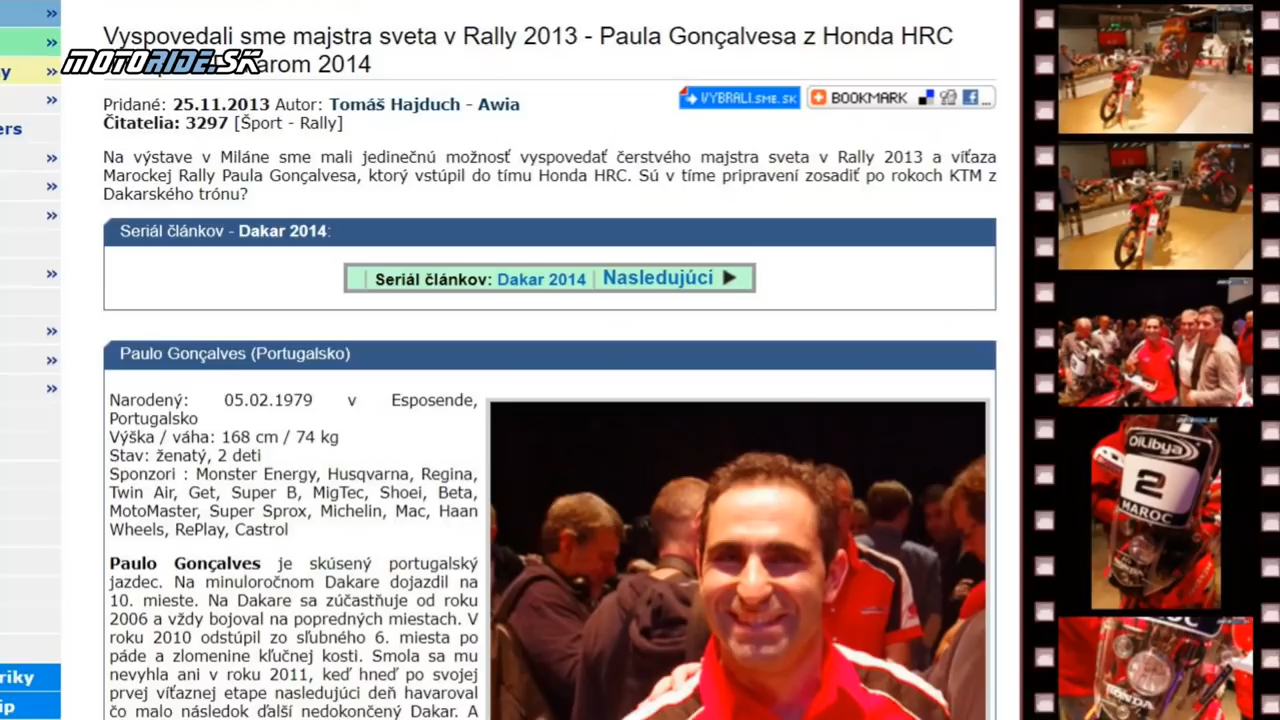 Vyspovedali sme majstra sveta v Rally 2013 - Paula Gonçalvesa z Honda HRC
MOTORIDE.SK
arom 2014
y
ers
riky
ip
Pridané: 25.11.2013 Autor: Tomáš Hajduch - Awia
VYBRALI.SME.SK
BOOKMARK
Čitatelia: 3297 [Šport - Rally]
Na výstave v Miláne sme mali jedinečnú možnosť vyspovedať čerstvého majstra sveta v Rally 2013 a víťaza
Marockej Rally Paula Gonçalvesa, ktorý vstúpil do tímu Honda HRC. Sú v tíme pripravení zosadiť po rokoch KTM z
Dakarského trónu?
Seriál článkov - Dakar 2014:
Seriál článkov: Dakar 2014 | Nasledujúci ►
Paulo Gonçalves (Portugalsko)
Narodený: 05.02.1979 v Esposende,
Portugalsko
Výška / váha: 168 cm / 74 kg
Stav: ženatý, 2 deti
Sponzori : Monster Energy, Husqvarna, Regina,
Twin Air, Get, Super B, MigTec, Shoei, Beta,
MotoMaster, Super Sprox, Michelin, Mac, Haan
Wheels, RePlay, Castrol
Paulo Gonçalves je skúsený portugalský
jazdec. Na minuloročnom Dakare dojazdil na
10. mieste. Na Dakare sa zúčastňuje od roku
2006 a vždy bojoval na popredných miestach. V
roku 2010 odstúpil zo sľubného 6. miesta po
páde a zlomenine kľučnej kosti. Smola sa mu
nevyhla ani v roku 2011, keď hneď po svojej
prvej víťaznej etape nasledujúci deň havaroval
čo malo následok ďalší nedokončený Dakar. A
OiLibya
2
MAROC
HONDA